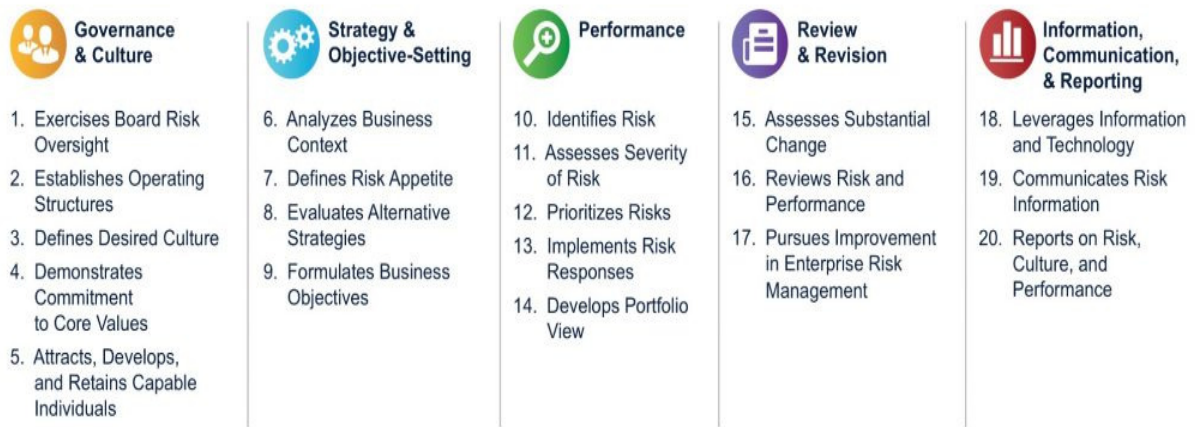 Governance
& Culture
1. Exercises Board Risk
Oversight
2. Establishes Operating
Structures
3. Defines Desired Culture
4. Demonstrates
Commitment
to Core Values
5. Attracts, Develops,
and Retains Capable
Individuals
Strategy &
Objective-Setting
6. Analyzes Business
Context
7. Defines Risk Appetite
8. Evaluates Alternative
Strategies
9. Formulates Business
Objectives
Performance
10. Identifies Risk
11. Assesses Severity
of Risk
12. Prioritizes Risks
13. Implements Risk
Responses
14. Develops Portfolio
View
Review
& Revision
15. Assesses Substantial
Change
16. Reviews Risk and
Performance
17. Pursues Improvement
in Enterprise Risk
Management
Information,
Communication,
& Reporting
18. Leverages Information
and Technology
19. Communicates Risk
Information
20. Reports on Risk,
Culture, and
Performance